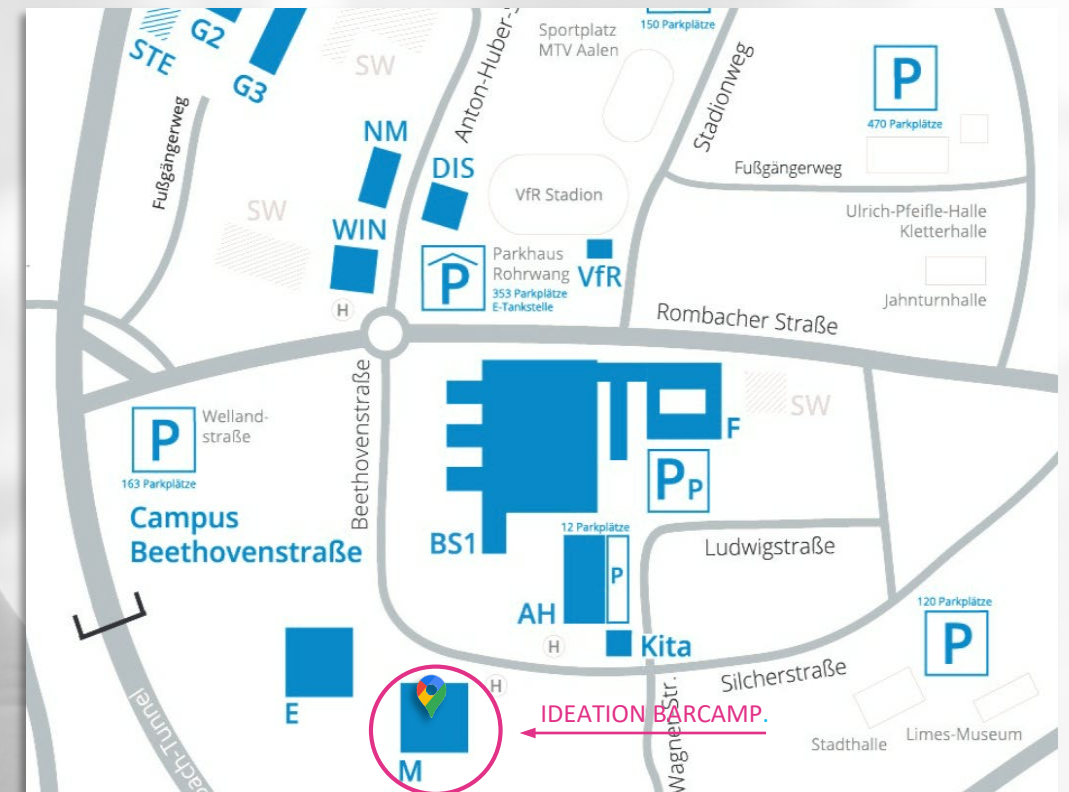 G2
STE
G3
SW
Anton-Huber-S
Sportplatz
MTV Aalen
150 Parkplätze
Stadionweg
P
470 Parkplätze
Fußgängerweg
NM
DIS
Fußgängerweg
VfR Stadion
SW
WIN
Ulrich-Pfeifle-Halle
Kletterhalle
P
Parkhaus
Rohrwang
353 Parkplätze
E-Tankstelle
VfR
Jahnturnhalle
H
Rombacher Straße
Beethovenstraße
SW
F
P
Welland-
straße
163 Parkplätze
PP
Campus
Beethovenstraße
BS1
12 Parkplätze
P
Ludwigstraße
AH
Kita
H
120 Parkplätze
P
Silcherstraße
E
H
IDEATION BARCAMP.
Wagner Str.
Stadthalle
Limes-Museum
M
bach-Tunnel